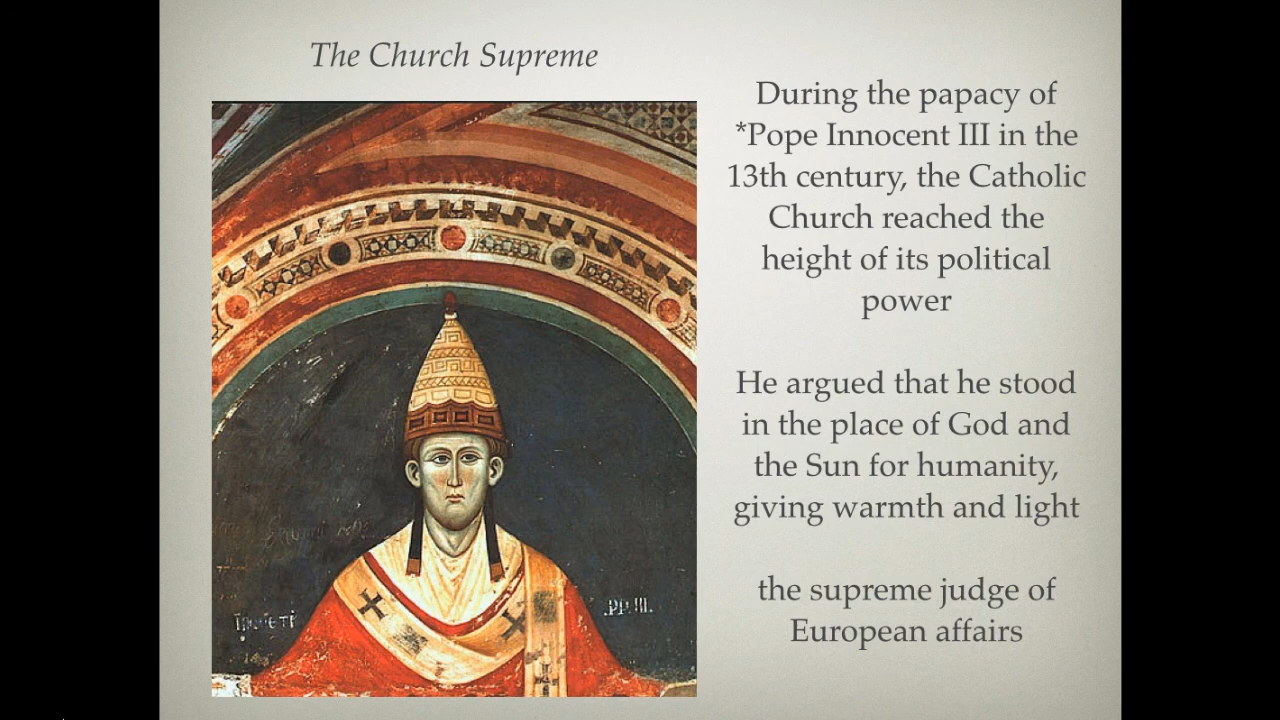 The Church Supreme
During the papacy of
*Pope Innocent III in the
13th century, the Catholic
Church reached the
height of its political
power
He argued that he stood
in the place of God and
the Sun for humanity,
giving warmth and light
the supreme judge of
European affairs